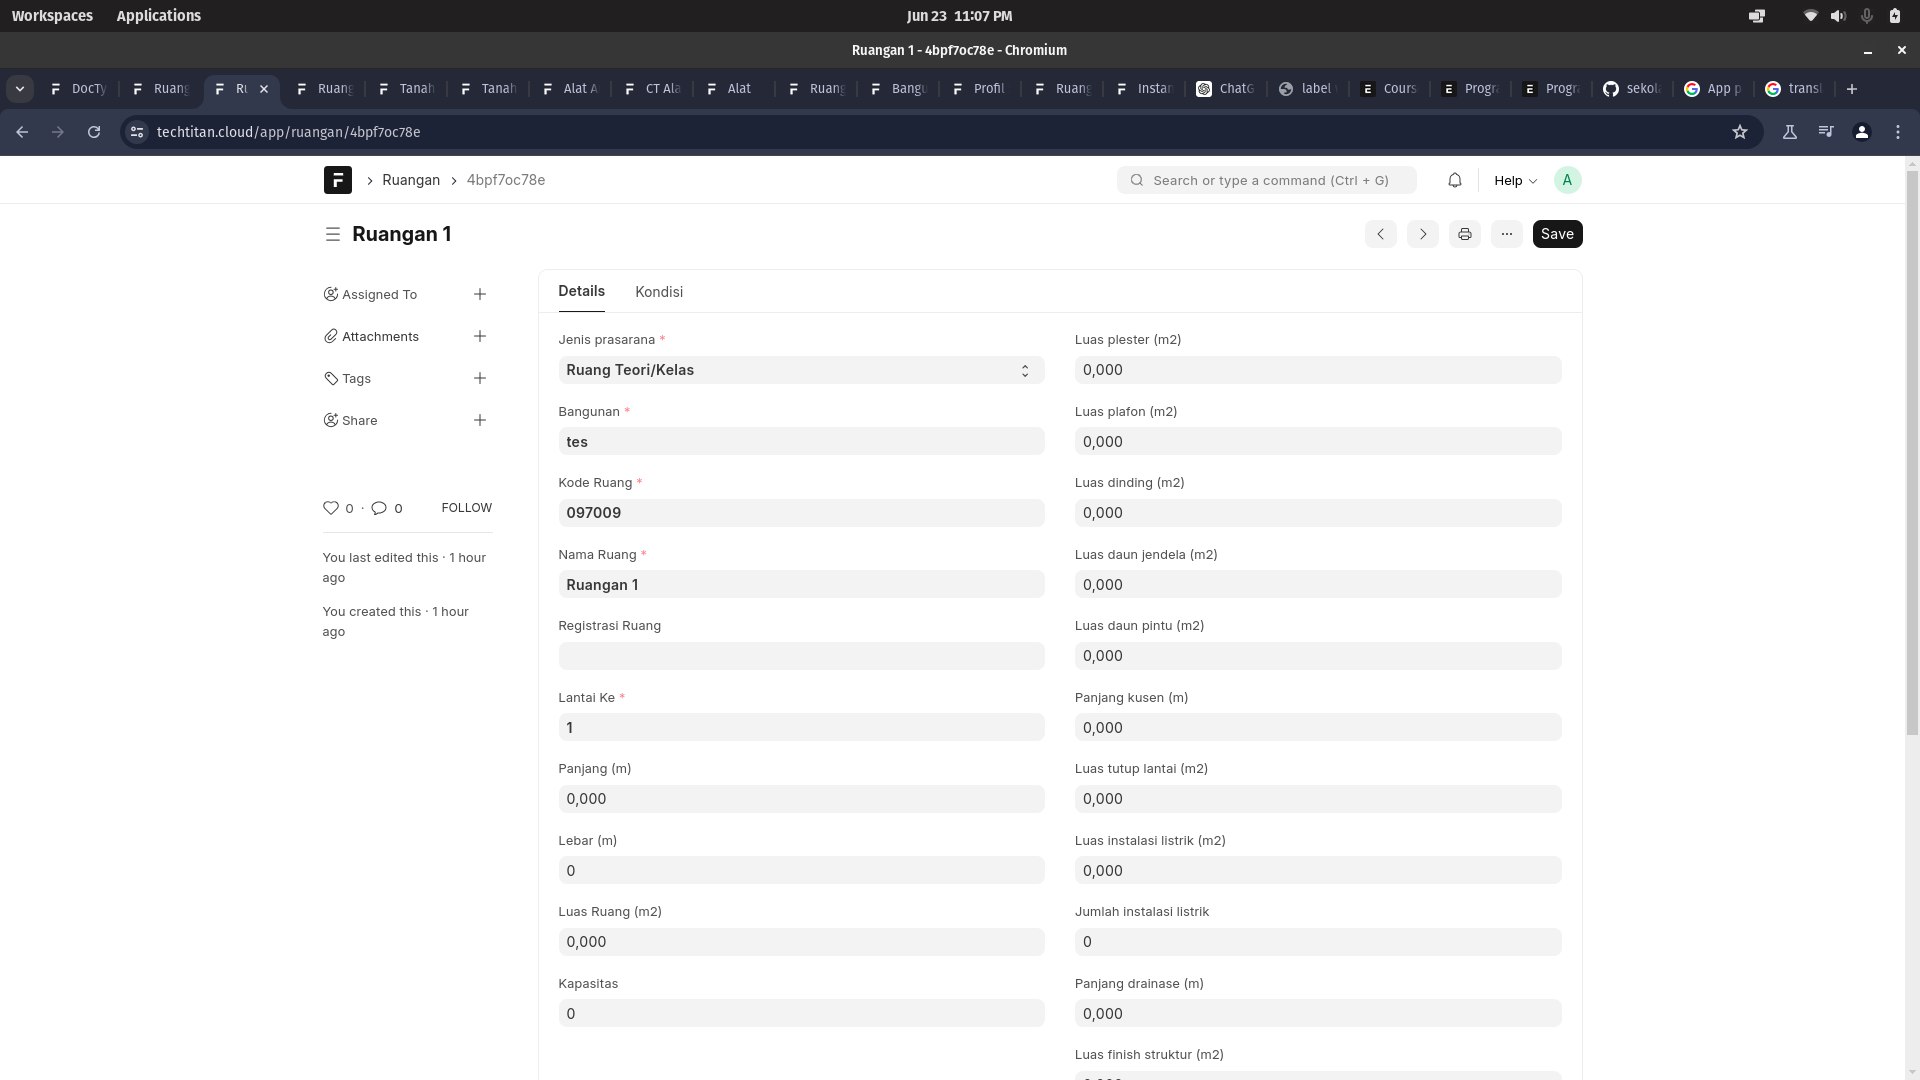 Workspaces Applications Jun 23 11:07 PM
Ruangan 1 - 4bpf7oc78e - Chromium
DocTy Ruang Ru Ruang Tanah Tanah Alat A CT Ala Alat Ruang Bangu Profil Ruang Instan ChatG label Cours Progra Progra sekola App p transl
techtitan.cloud/app/ruangan/4bpf7oc78e
Ruangan 4bpf7oc78e Search or type a command (Ctrl + G) Help A
Ruangan 1 Save
Assigned To
Attachments
Tags
Share
0 · 0 FOLLOW
You last edited this · 1 hour
ago
You created this · 1 hour
ago
Details Kondisi
Jenis prasarana *
Ruang Teori/Kelas
Bangunan *
tes
Kode Ruang *
097009
Nama Ruang *
Ruangan 1
Registrasi Ruang
Lantai Ke *
1
Panjang (m)
0,000
Lebar (m)
0
Luas Ruang (m2)
0,000
Kapasitas
0
Luas plester (m2)
0,000
Luas plafon (m2)
0,000
Luas dinding (m2)
0,000
Luas daun jendela (m2)
0,000
Luas daun pintu (m2)
0,000
Panjang kusen (m)
0,000
Luas tutup lantai (m2)
0,000
Luas instalasi listrik (m2)
0,000
Jumlah instalasi listrik
0
Panjang drainase (m)
0,000
Luas finish struktur (m2)